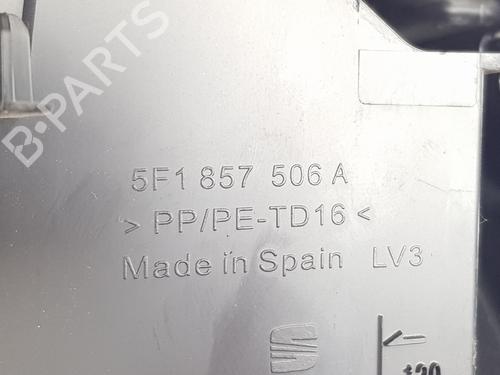 B-PARTS
5F1 857 506 A
> PP/PE-TD16 <
Made in Spain LV3